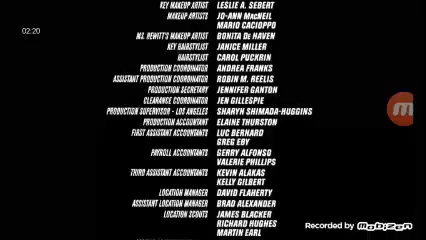 KEY MAKEUP ARTIST LESLIE A. SEBERT
MAKEUP ARTISTS JO-ANN MacNEIL
MARIO CACIOPPO
02:20
MS. HEWITT'S MAKEUP ARTIST BONITA De HAVEN
KEY HAIRSTYLIST JANICE MILLER
HAIRSTYLIST CAROL PUCKRIN
PRODUCTION COORDINATOR ANDREA FRANKS
ASSISTANT PRODUCTION COORDINATOR ROBIN M. REELIS
PRODUCTION SECRETARY JENNIFER GANTON
CLEARANCE COORDINATOR JEN GILLESPIE
PRODUCTION SUPERVISOR - LOS ANGELES SHARYN SHIMADA-HUGGINS
PRODUCTION ACCOUNTANT ELAINE THURSTON
FIRST ASSISTANT ACCOUNTANTS LUC BERNARD
GREG EBY
PAYROLL ACCOUNTANTS GERRY ALFONSO
VALERIE PHILLIPS
THIRD ASSISTANT ACCOUNTANTS KEVIN ALAKAS
KELLY GILBERT
LOCATION MANAGER DAVID FLAHERTY
ASSISTANT LOCATION MANAGER BRAD ALEXANDER
LOCATION SCOUTS JAMES BLACKER
RICHARD HUGHES
MARTIN EARL
Recorded by Mobizen